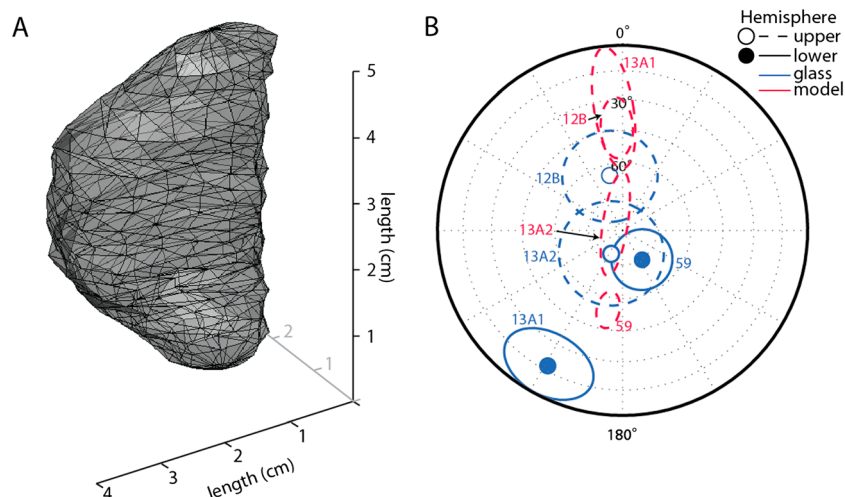 A
5
4
3
2
1
length (cm)
2
1
1
2
3
4
length (cm)
B
Hemisphere
upper
lower
glass
model
0°
13A1
30°
12B
60°
12B
13A2
13A2
59
59
13A1
180°